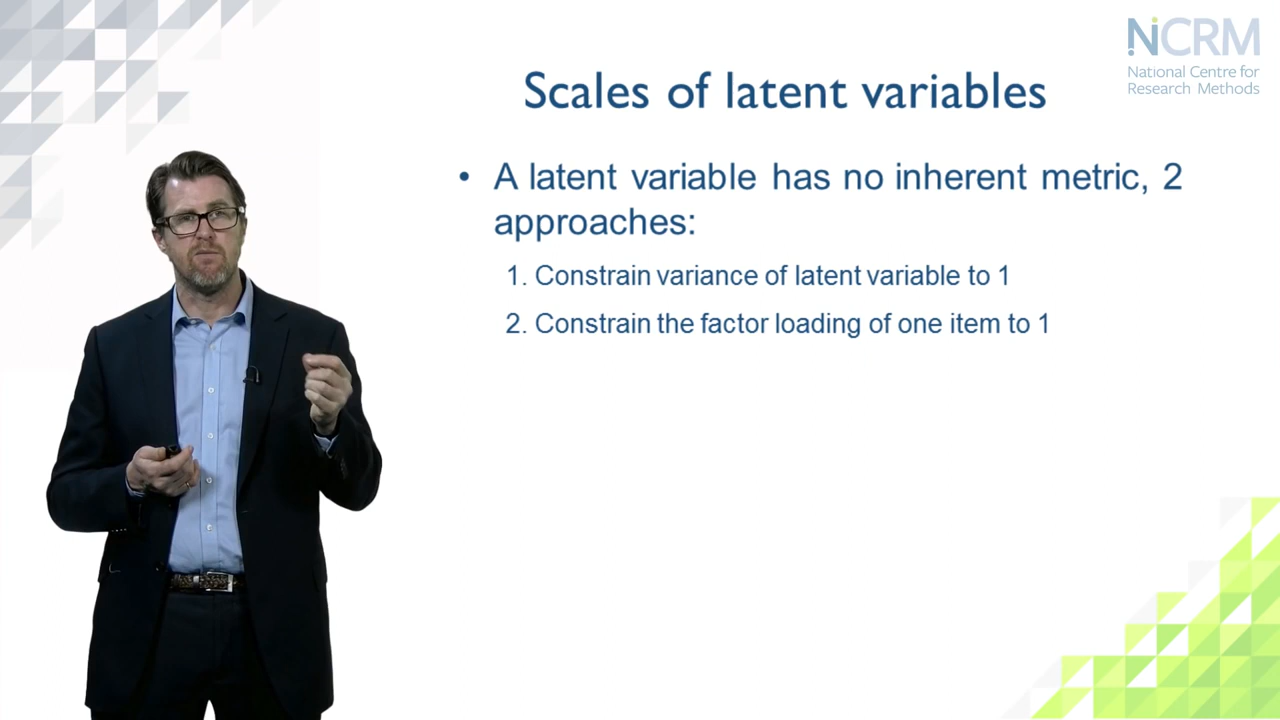 NCRM
National Centre for
Research Methods
Scales of latent variables
• A latent variable has no inherent metric, 2
approaches:
1. Constrain variance of latent variable to 1
2. Constrain the factor loading of one item to 1